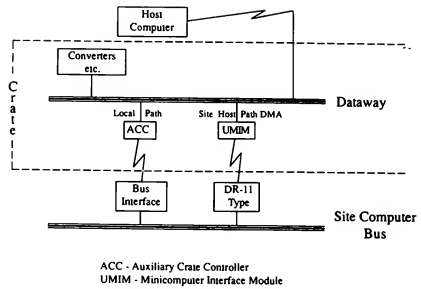 Host
Computer
Converters
etc.
Crate
Dataway
Local Path
Site Host Path DMA
ACC
UMIM
Bus
Interface
DR-11
Type
Site Computer
Bus
ACC - Auxiliary Crate Controller
UMIM - Minicomputer Interface Module